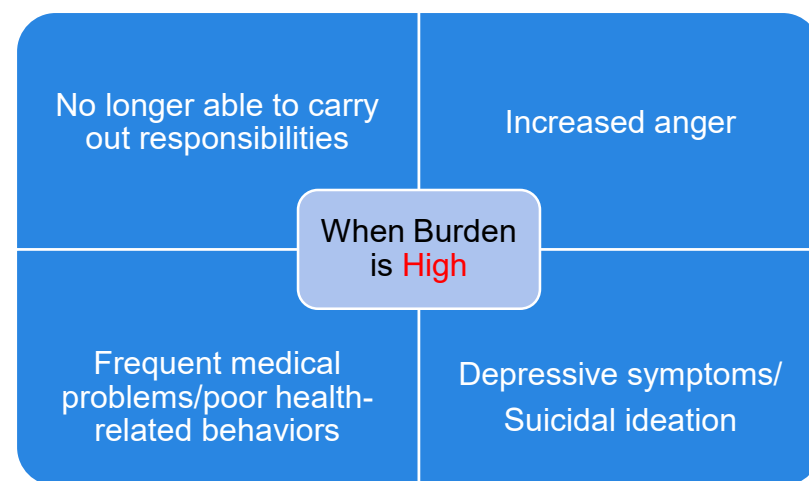 No longer able to carry
out responsibilities
Increased anger
When Burden
is High
Frequent medical
problems/poor health-
related behaviors
Depressive symptoms/
Suicidal ideation